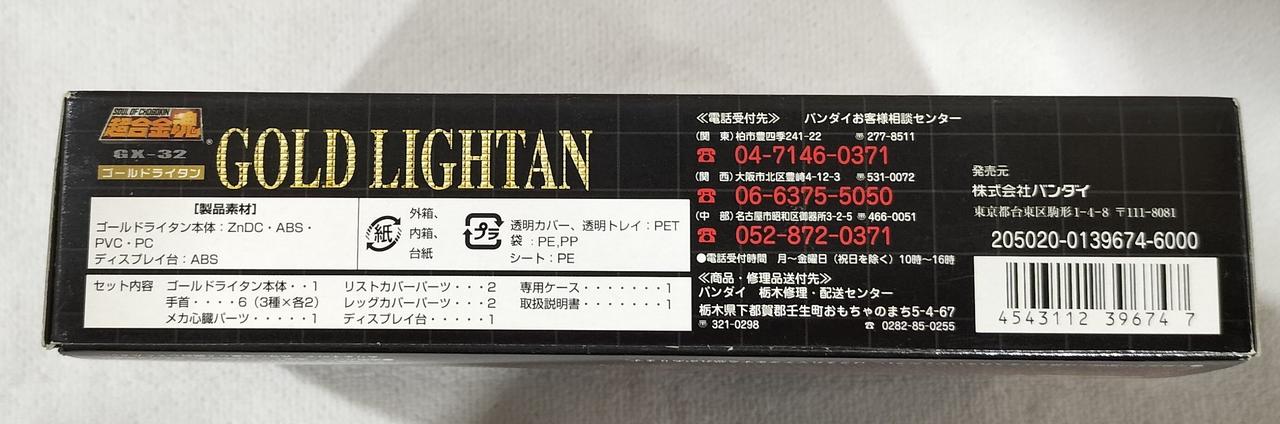 SOUL OF CHOGOKIN
超合金魂
GX-32
ゴールドライタン
GOLD LIGHTAN
[製品素材]
ゴールドライタン本体：ZnDC・ABS・
PVC・PC
ディスプレイ台：ABS
紙
外箱、
内箱、
台紙
プラ
透明カバー、透明トレイ：PET
袋 ：PE,PP
シート：PE
セット内容
ゴールドライタン本体・・1
手首・・・・6（3種×各2）
メカ心臓パーツ・・・・・1
リストカバーパーツ・・・2
レッグカバーパーツ・・・2
ディスプレイ台・・・・・1
専用ケース・・・・・・・1
取扱説明書・・・・・・・1
≪電話受付先≫ バンダイお客様相談センター
(関 東) 柏市豊四季241-22 〒277-8511
☎ 04-7146-0371
(関 西) 大阪市北区豊崎4-12-3 〒531-0072
☎ 06-6375-5050
(中 部) 名古屋市昭和区御器所3-2-5 〒466-0051
☎ 052-872-0371
●電話受付時間 月〜金曜日（祝日を除く）10時〜16時
≪商品・修理品送付先≫
バンダイ 栃木修理・配送センター
栃木県下都賀郡壬生町おもちゃのまち5-4-67
〒321-0298 ☎ 0282-85-0255
発売元
株式会社バンダイ
東京都台東区駒形1-4-8 〒111-8081
205020-0139674-6000
4543112 39674 7